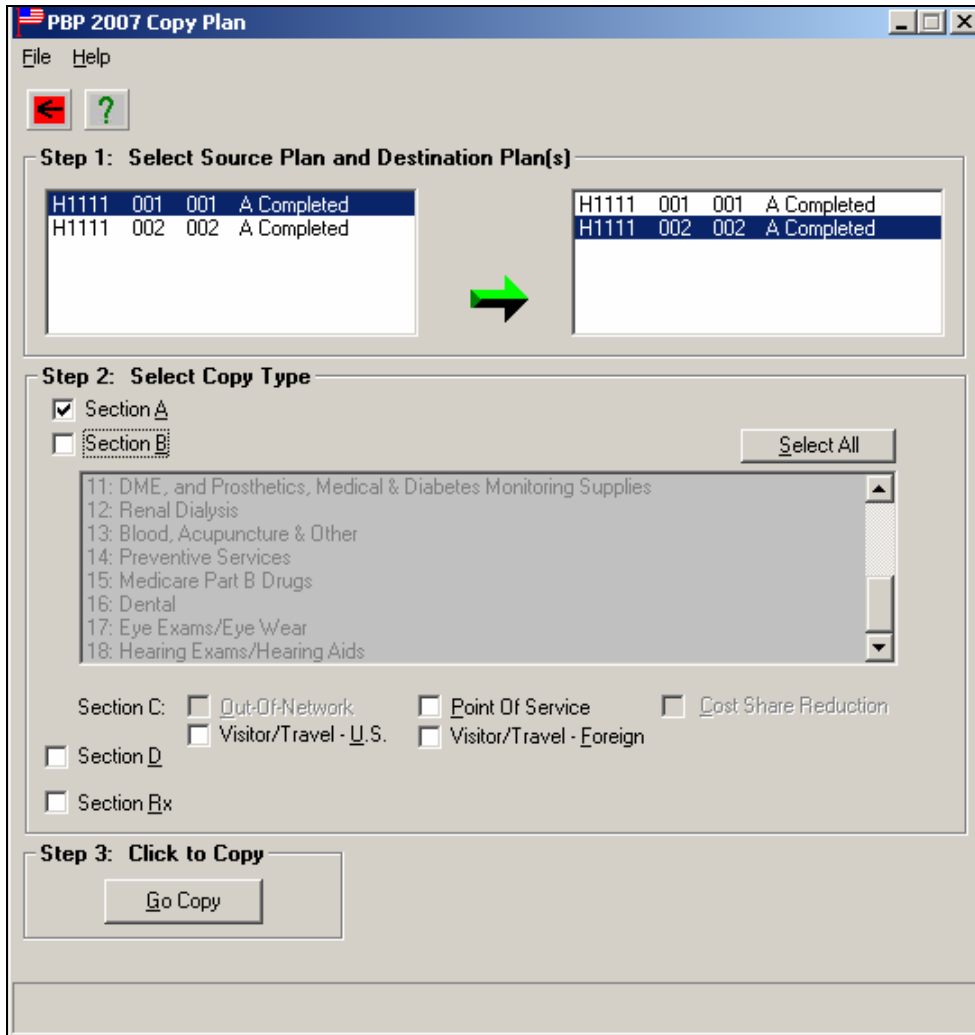 PBP 2007 Copy Plan
File Help
?
Step 1: Select Source Plan and Destination Plan(s)
H1111 001 001 A Completed
H1111 002 002 A Completed
H1111 001 001 A Completed
H1111 002 002 A Completed
Step 2: Select Copy Type
Section A
Section B
Select All
11: DME, and Prosthetics, Medical & Diabetes Monitoring Supplies
12: Renal Dialysis
13: Blood, Acupuncture & Other
14: Preventive Services
15: Medicare Part B Drugs
16: Dental
17: Eye Exams/Eye Wear
18: Hearing Exams/Hearing Aids
Section C: Out-Of-Network Point Of Service Cost Share Reduction
Visitor/Travel - U.S. Visitor/Travel - Foreign
Section D
Section Rx
Step 3: Click to Copy
Go Copy